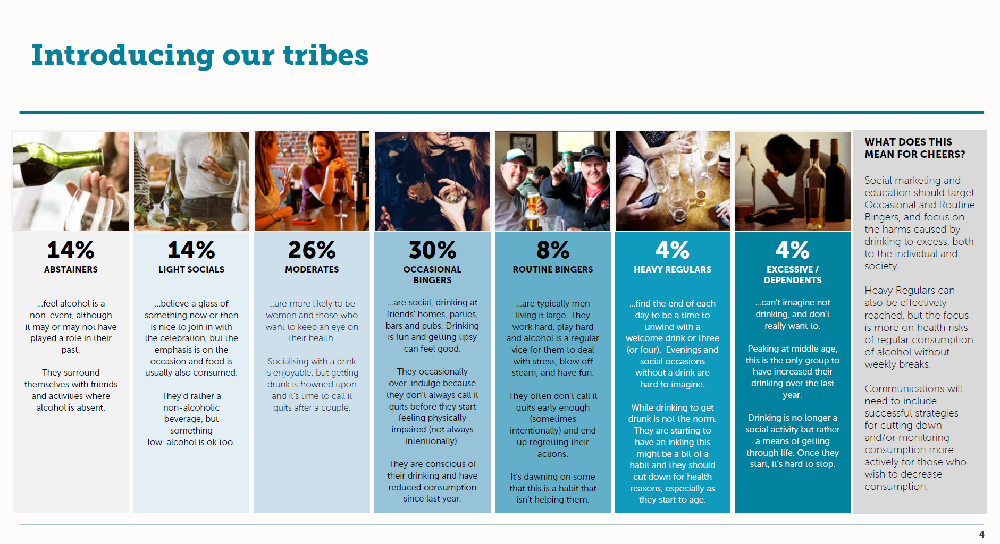 Introducing our tribes
14%
ABSTAINERS
...feel alcohol is a
non-event, although
it may or may not have
played a role in their
past.
They surround
themselves with friends
and activities where
alcohol is absent.
14%
LIGHT SOCIALS
...believe a glass of
something now or then
is nice to join in with
the celebration, but the
emphasis is on the
occasion and food is
usually also consumed.
They'd rather a
non-alcoholic
beverage, but
something
low-alcohol is ok too.
26%
MODERATES
...are more likely to be
women and those who
want to keep an eye on
their health.
Socialising with a drink
is enjoyable, but getting
drunk is frowned upon
and it's time to call it
quits after a couple.
30%
OCCASIONAL
BINGERS
...are social, drinking at
friends' homes, parties,
bars and pubs. Drinking
is fun and getting tipsy
can feel good.
They occasionally
over-indulge because
they don't always call it
quits before they start
feeling physically
impaired (not always
intentionally).
They are conscious of
their drinking and have
reduced consumption
since last year.
8%
ROUTINE BINGERS
...are typically men
living it large. They
work hard, play hard
and alcohol is a regular
vice for them to deal
with stress, blow off
steam, and have fun.
They often don't call it
quits early enough
(sometimes
intentionally) and end
up regretting their
actions.
It's dawning on some
that this is a habit that
isn't helping them.
4%
HEAVY REGULARS
...find the end of each
day to be a time to
unwind with a
welcome drink or three
(or four).  Evenings and
social occasions
without a drink are
hard to imagine.
While drinking to get
drunk is not the norm.
They are starting to
have an inkling this
might be a bit of a
habit and they should
cut down for health
reasons, especially as
they start to age.
4%
EXCESSIVE /
DEPENDENTS
...can't imagine not
drinking, and don't
really want to.
Peaking at middle age,
this is the only group to
have increased their
drinking over the last
year.
Drinking is no longer a
social activity but rather
a means of getting
through life. Once they
start, it's hard to stop.
WHAT DOES THIS
MEAN FOR CHEERS?
Social marketing and
education should target
Occasional and Routine
Bingers, and focus on
the harms caused by
drinking to excess, both
to the individual and
society.
Heavy Regulars can
also be effectively
reached, but the focus
is more on health risks
of regular consumption
of alcohol without
weekly breaks.
Communications will
need to include
successful strategies
for cutting down
and/or monitoring
consumption more
actively for those who
wish to decrease
consumption.
4